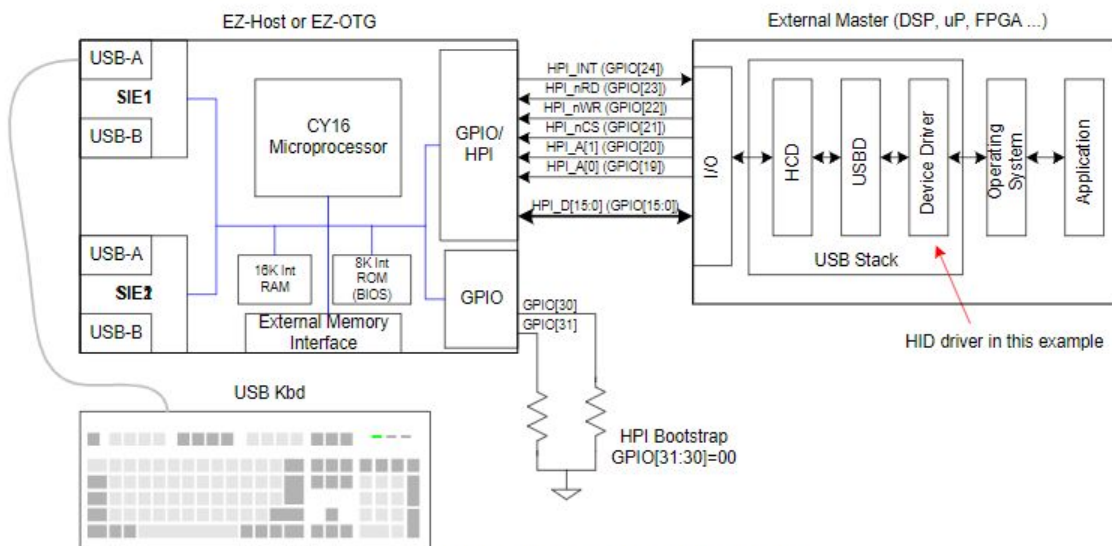 EZ-Host or EZ-OTG
External Master (DSP, uP, FPGA ...)
USB-A
SIE1
USB-B
CY16
Microprocessor
GPIO/
HPI
HPI_INT (GPIO[24])
HPI_nRD (GPIO[23])
HPI_nWR (GPIO[22])
HPI_nCS (GPIO[21])
HPI_A[1] (GPIO[20])
HPI_A[0] (GPIO[19])
HPI_D[15:0] (GPIO[15:0])
I/O
HCD
USBD
Device Driver
Operating
System
Application
USB Stack
USB-A
USB-B
16K Int
RAM
8K Int
ROM
(BIOS)
GPIO
External Memory
Interface
GPIO[30]
GPIO[31]
HID driver in this example
USB Kbd
HPI Bootstrap
GPIO[31:30]=00